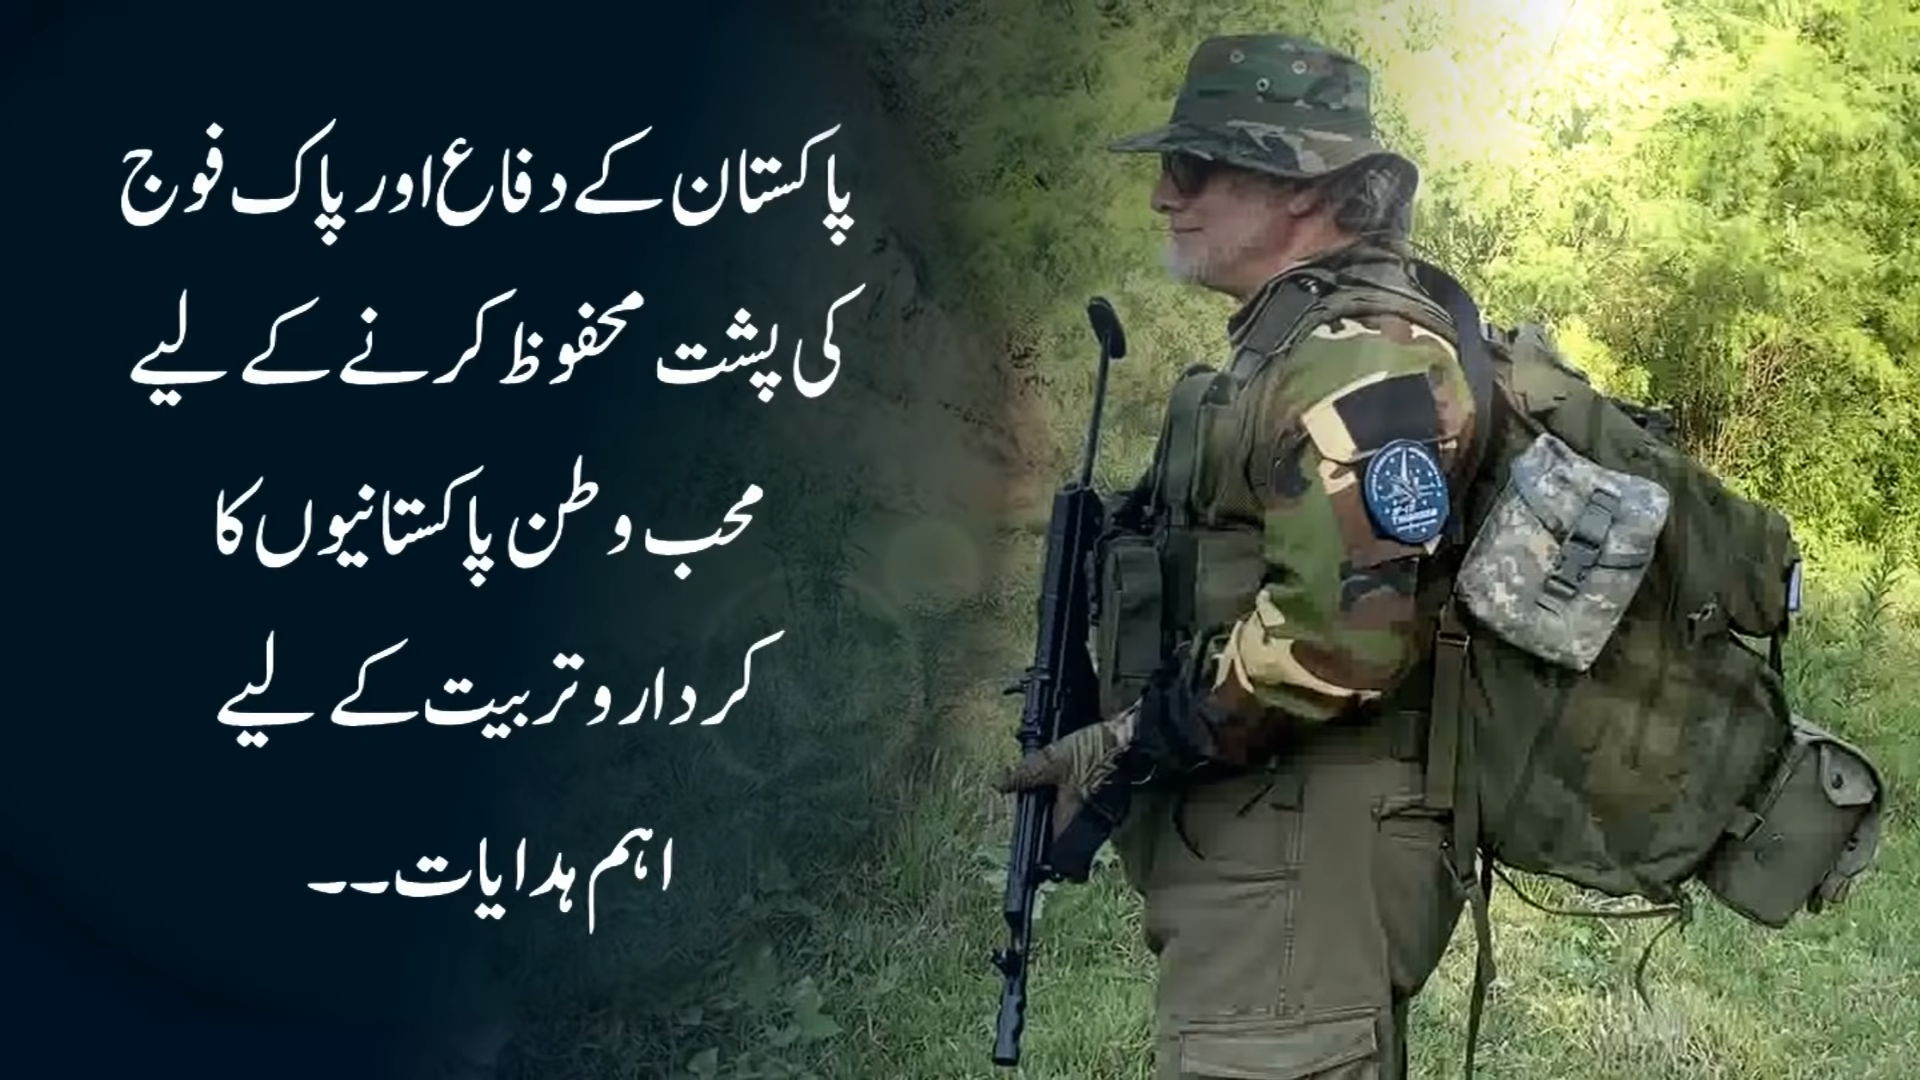 پاکستان کے دفاع اور پاک فوج
کی پشت محفوظ کرنے کے لیے
محب وطن پاکستانیوں کا
کردار و تربیت کے لیے
اہم ہدایات۔۔
THUNDER